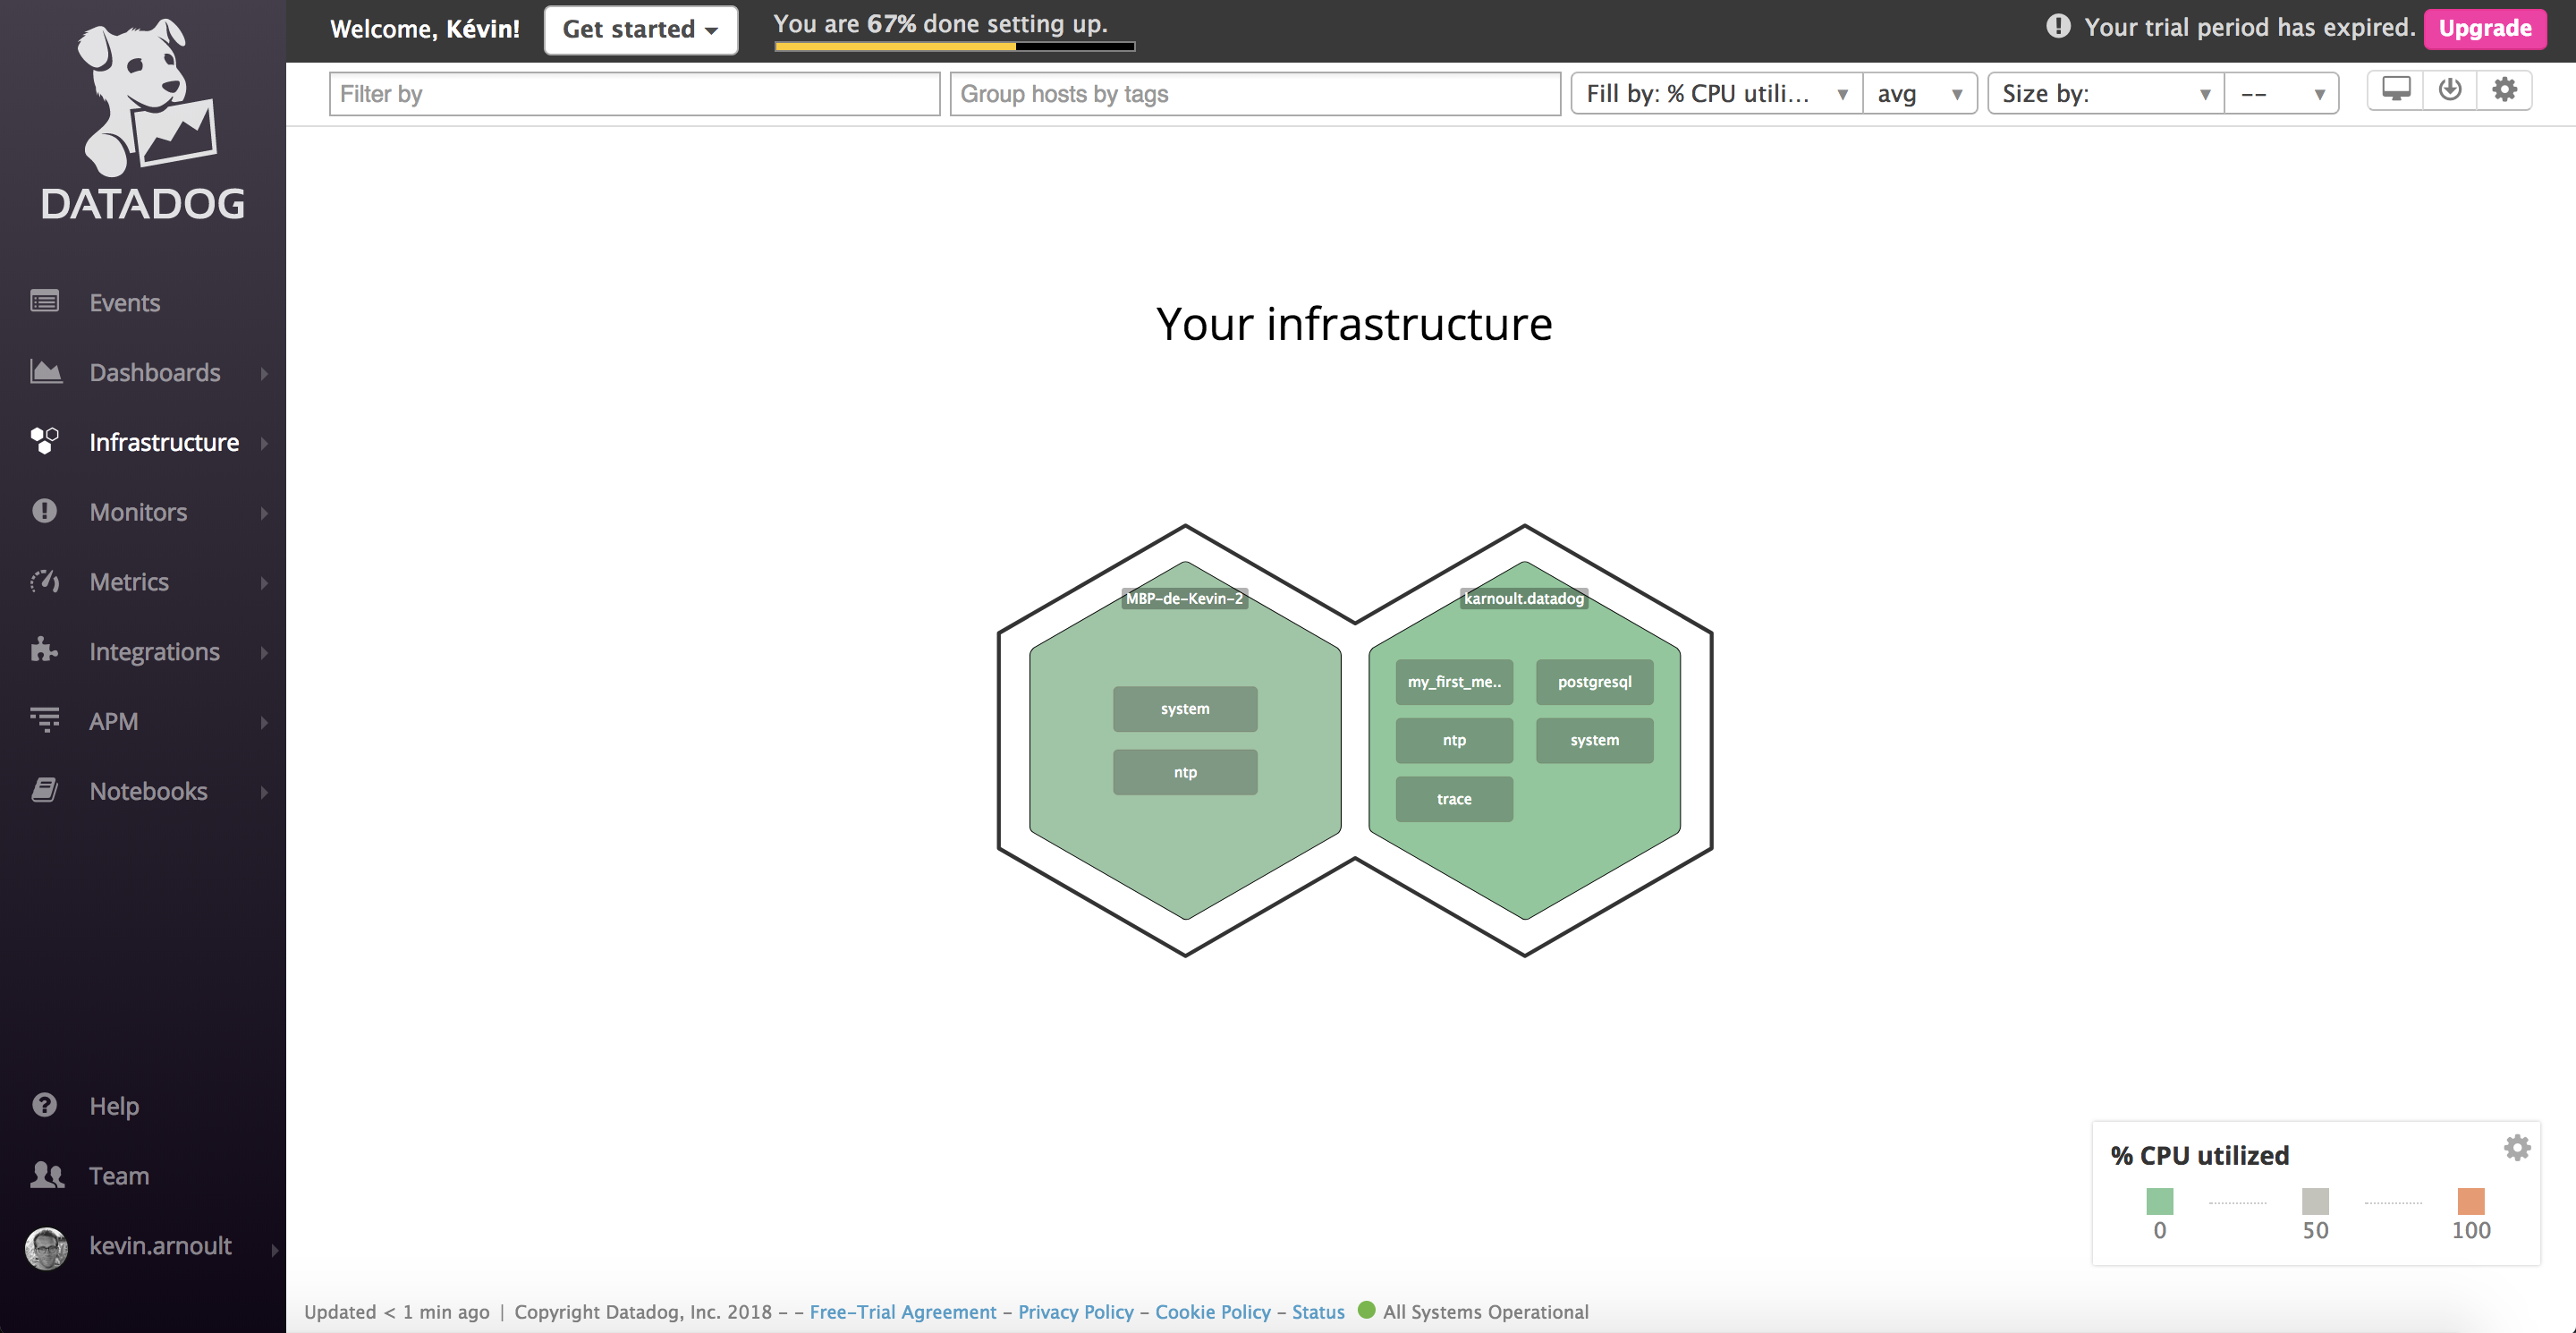 DATADOG
Events
Dashboards
Infrastructure
Monitors
Metrics
Integrations
APM
Notebooks
Help
Team
kevin.arnoult
Welcome, Kévin!
Get started
You are 67% done setting up.
Your trial period has expired.
Upgrade
Filter by
Group hosts by tags
Fill by: % CPU utili...
avg
Size by:
--
Your infrastructure
MBP-de-Kevin-2
system
ntp
karnoult.datadog
my_first_me..
postgresql
ntp
system
trace
% CPU utilized
0
50
100
Updated < 1 min ago | Copyright Datadog, Inc. 2018 - - Free-Trial Agreement - Privacy Policy - Cookie Policy - Status All Systems Operational